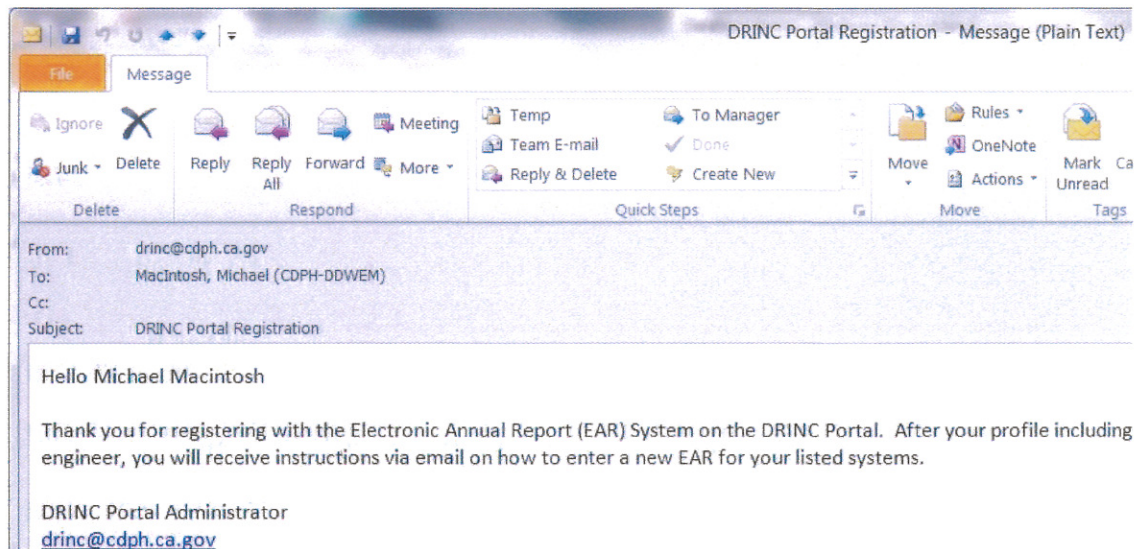 DRINC Portal Registration - Message (Plain Text)
File Message
Ignore
Junk
Delete
Reply
Reply All
Forward
Meeting
More
Temp
Team E-mail
Reply & Delete
To Manager
Done
Create New
Move
Rules
OneNote
Actions
Mark Unread
Ca
Delete Respond Quick Steps Move Tags
From: drinc@cdph.ca.gov
To: MacIntosh, Michael (CDPH-DDWEM)
Cc:
Subject: DRINC Portal Registration
Hello Michael Macintosh
Thank you for registering with the Electronic Annual Report (EAR) System on the DRINC Portal. After your profile including
engineer, you will receive instructions via email on how to enter a new EAR for your listed systems.
DRINC Portal Administrator
drinc@cdph.ca.gov